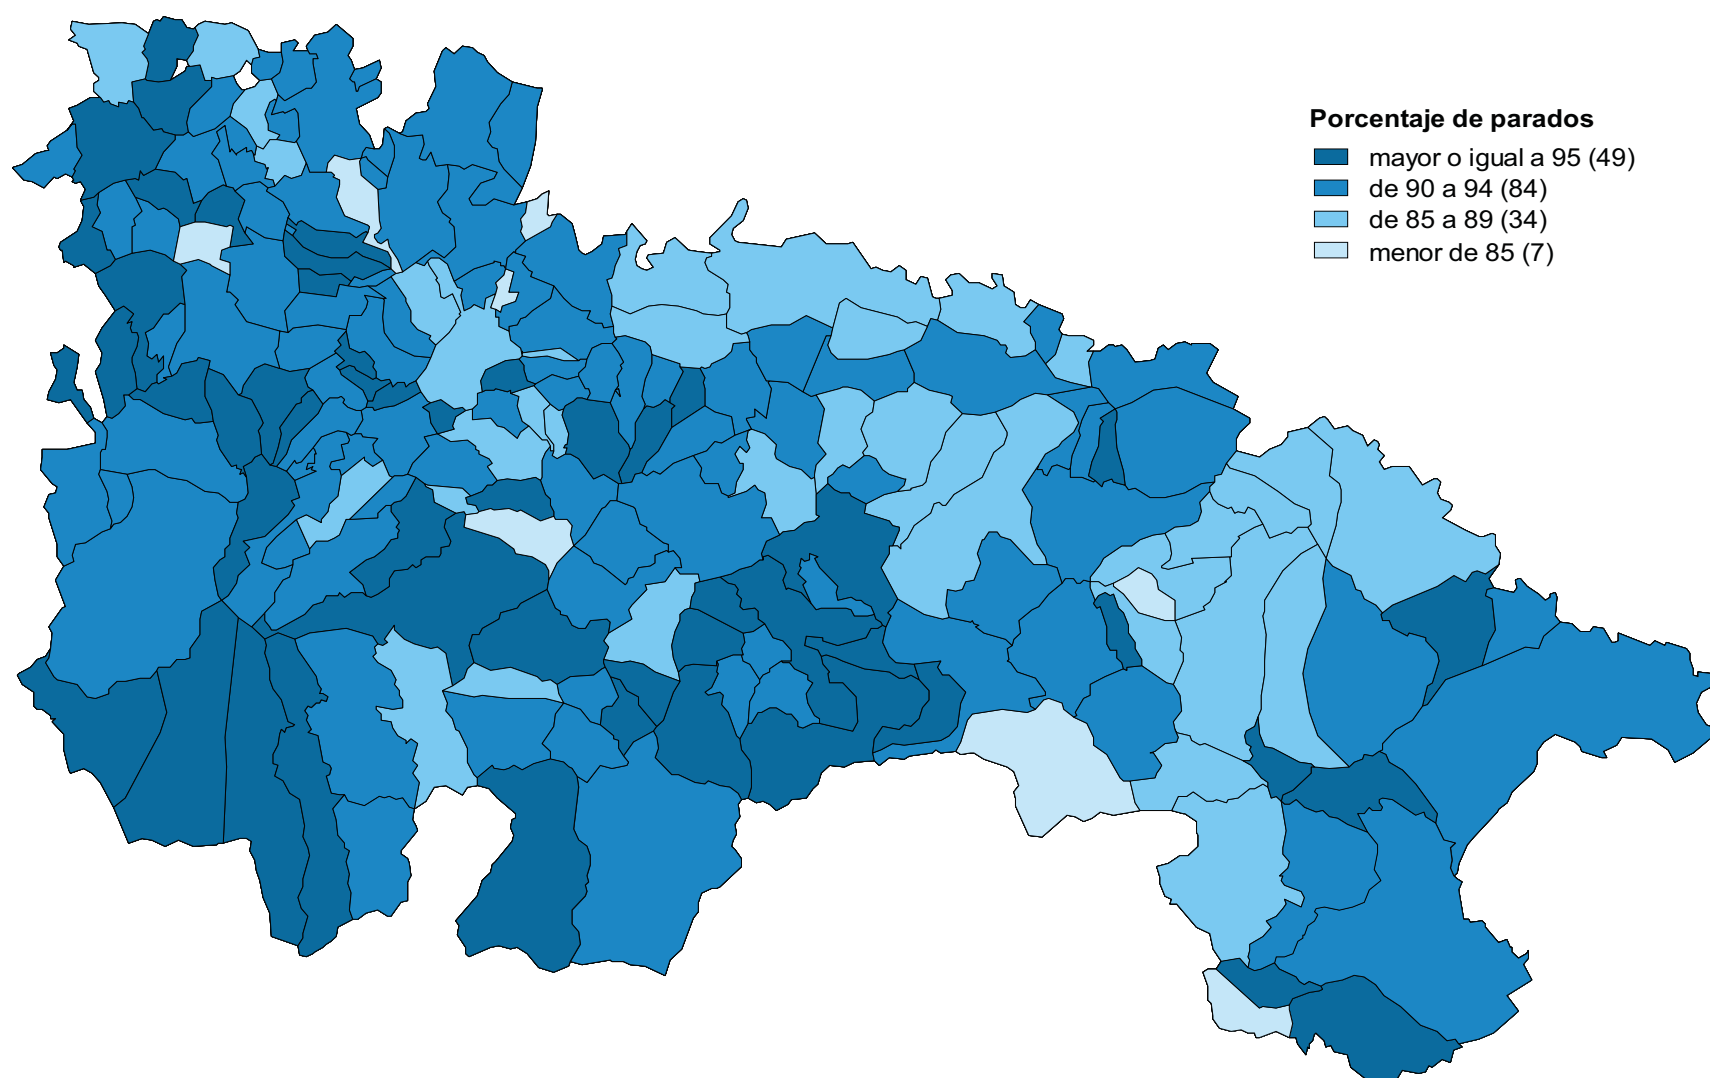 Porcentaje de parados
mayor o igual a 95 (49)
de 90 a 94 (84)
de 85 a 89 (34)
menor de 85 (7)